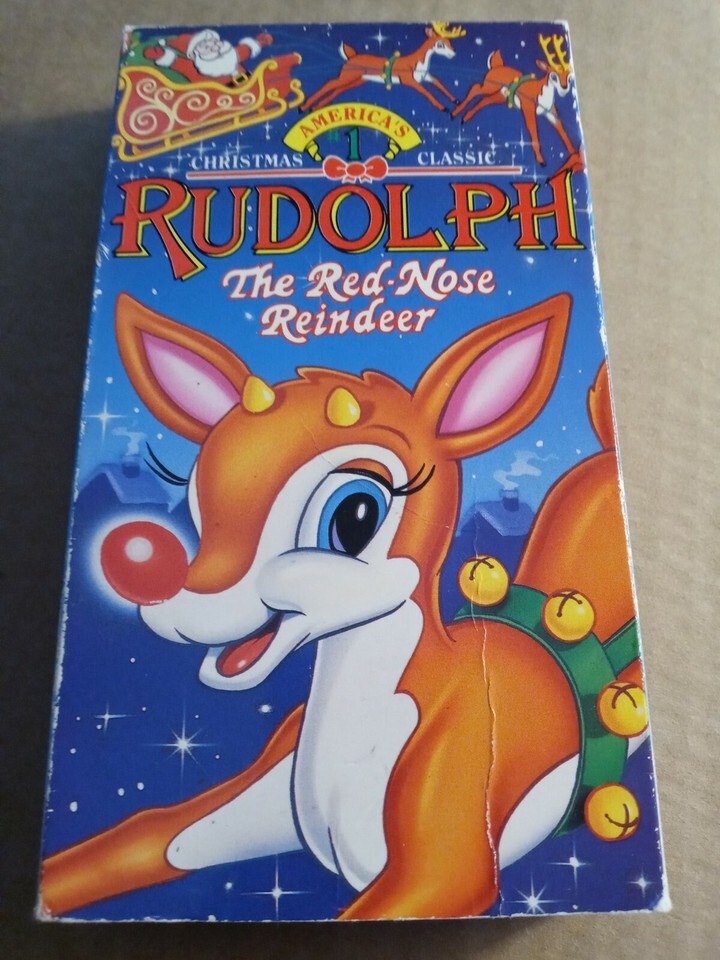 AMERICA'S
#1
CHRISTMAS CLASSIC
RUDOLPH
The Red-Nose
Reindeer